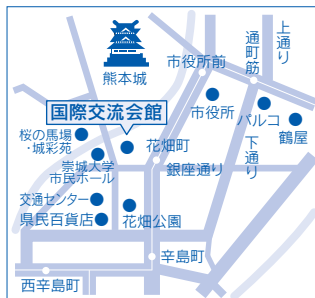 上通り
通町筋
市役所前
熊本城
市役所
パルコ
鶴屋
国際交流会館
桜の馬場
・城彩苑
花畑町
下通り
崇城大学
市民ホール
銀座通り
交通センター
県民百貨店
花畑公園
辛島町
西辛島町